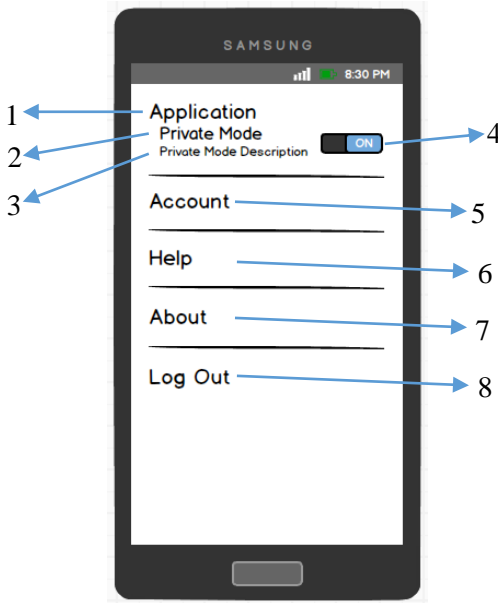 SAMSUNG
8:30 PM
1 Application
2 Private Mode
3 Private Mode Description
ON 4
Account 5
Help 6
About 7
Log Out 8